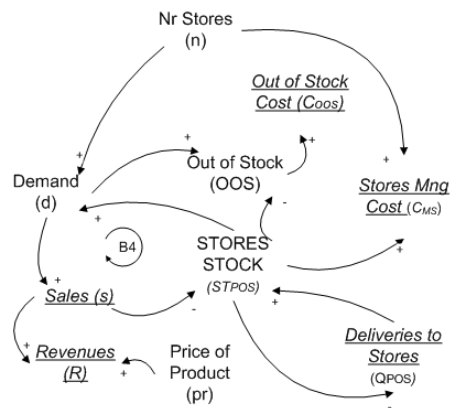 Nr Stores
(n)
Out of Stock
Cost (COOS)
+
+
+
+
Out of Stock
(OOS)
Demand
(d)
Stores Mng
Cost (CMS)
+
-
B4
STORES
STOCK
(STPOS)
+
+
Sales (s)
-
+
Deliveries to
Stores
(QPOS)
+
Revenues
(R)
+
Price of
Product
(pr)
-